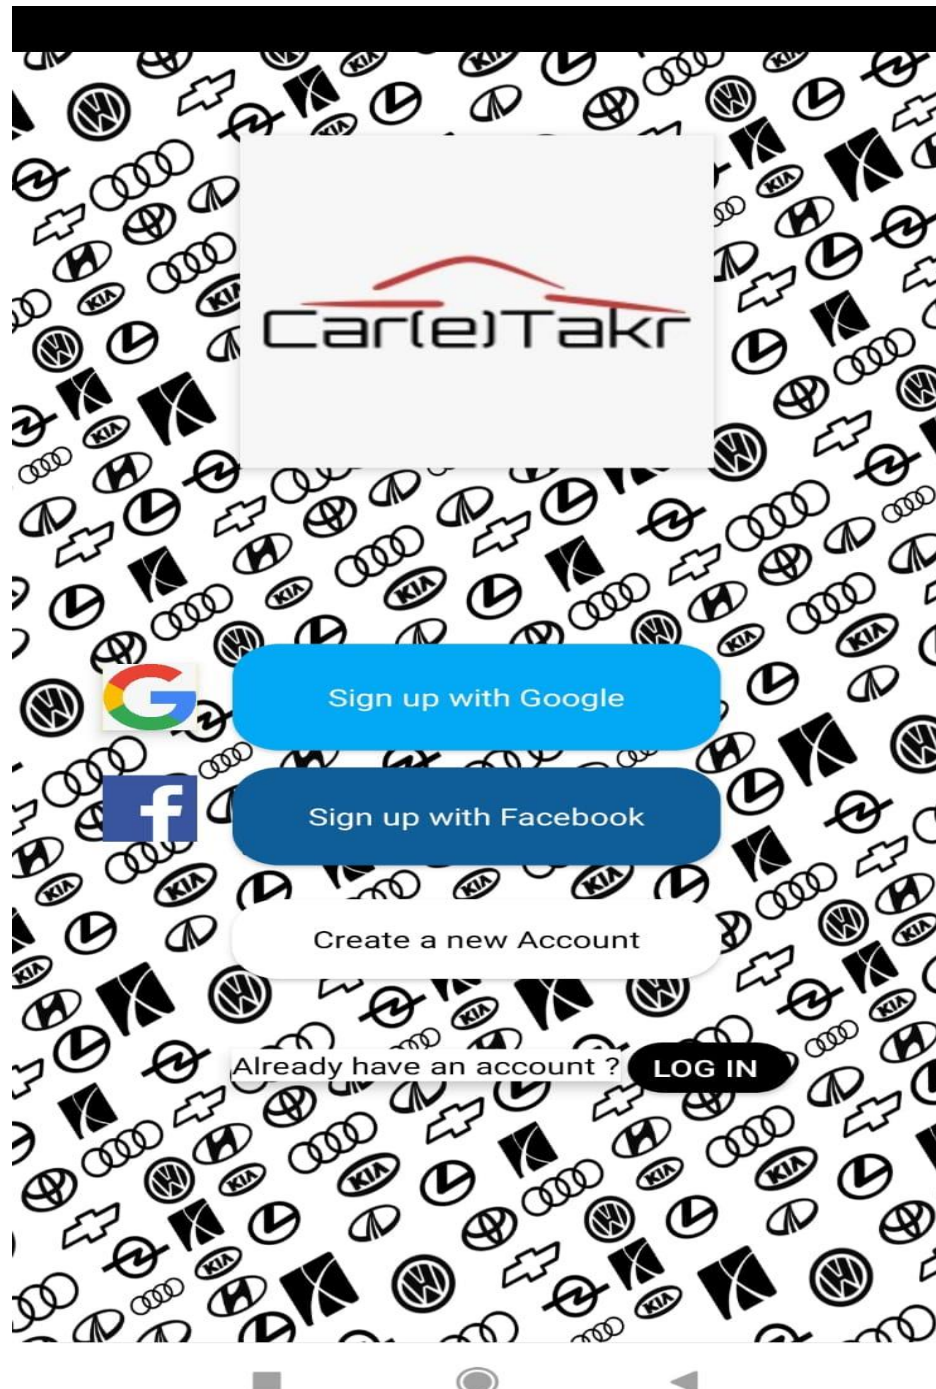 Car(e)Takr
Sign up with Google
Sign up with Facebook
Create a new Account
Already have an account ? LOG IN
KIA